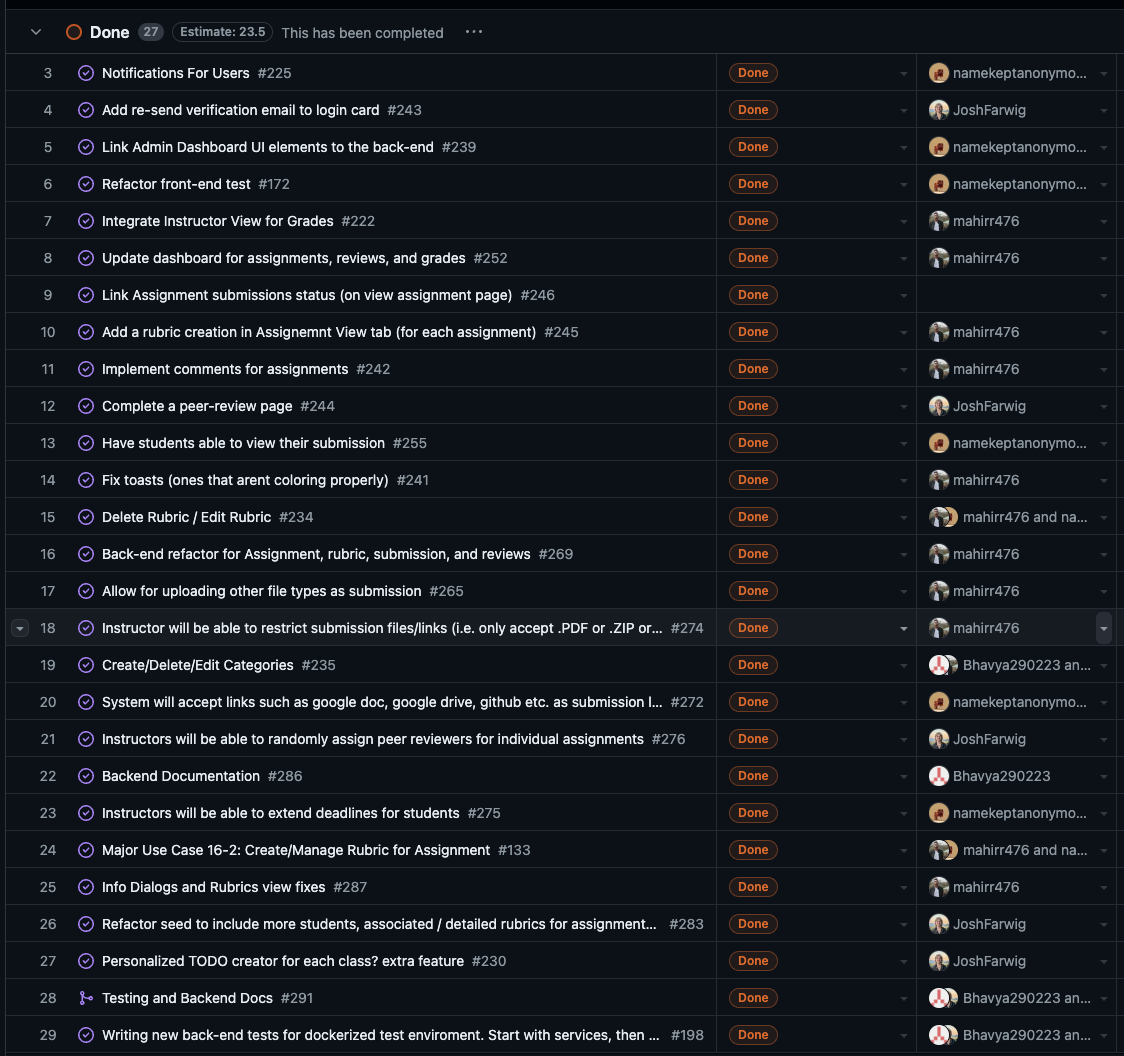 Done 27 Estimate: 23.5 This has been completed ...
3 Notifications For Users #225 Done namekeptanonymo...
4 Add re-send verification email to login card #243 Done JoshFarwig
5 Link Admin Dashboard UI elements to the back-end #239 Done namekeptanonymo...
6 Refactor front-end test #172 Done namekeptanonymo...
7 Integrate Instructor View for Grades #222 Done mahirr476
8 Update dashboard for assignments, reviews, and grades #252 Done mahirr476
9 Link Assignment submissions status (on view assignment page) #246 Done
10 Add a rubric creation in Assignemnt View tab (for each assignment) #245 Done mahirr476
11 Implement comments for assignments #242 Done mahirr476
12 Complete a peer-review page #244 Done JoshFarwig
13 Have students able to view their submission #255 Done namekeptanonymo...
14 Fix toasts (ones that arent coloring properly) #241 Done mahirr476
15 Delete Rubric / Edit Rubric #234 Done mahirr476 and na...
16 Back-end refactor for Assignment, rubric, submission, and reviews #269 Done mahirr476
17 Allow for uploading other file types as submission #265 Done mahirr476
18 Instructor will be able to restrict submission files/links (i.e. only accept .PDF or .ZIP or... #274 Done mahirr476
19 Create/Delete/Edit Categories #235 Done Bhavya290223 an...
20 System will accept links such as google doc, google drive, github etc. as submission l... #272 Done namekeptanonymo...
21 Instructors will be able to randomly assign peer reviewers for individual assignments #276 Done JoshFarwig
22 Backend Documentation #286 Done Bhavya290223
23 Instructors will be able to extend deadlines for students #275 Done namekeptanonymo...
24 Major Use Case 16-2: Create/Manage Rubric for Assignment #133 Done mahirr476 and na...
25 Info Dialogs and Rubrics view fixes #287 Done mahirr476
26 Refactor seed to include more students, associated / detailed rubrics for assignment... #283 Done JoshFarwig
27 Personalized TODO creator for each class? extra feature #230 Done JoshFarwig
28 Testing and Backend Docs #291 Done Bhavya290223 an...
29 Writing new back-end tests for dockerized test enviroment. Start with services, then ... #198 Done Bhavya290223 an...